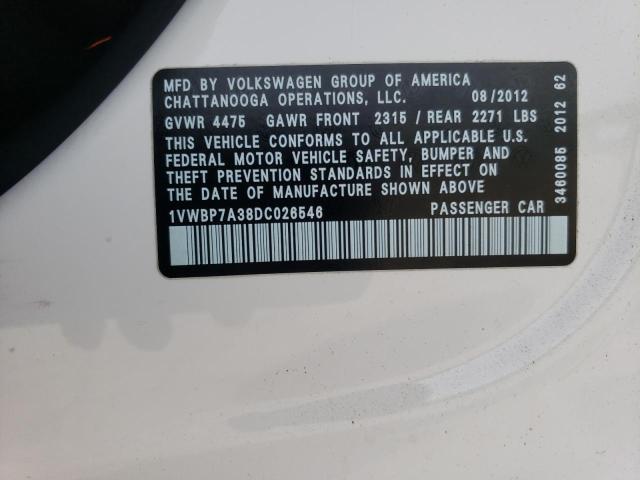 MFD BY VOLKSWAGEN GROUP OF AMERICA
CHATTANOOGA OPERATIONS, LLC. 08/2012
GVWR 4475 GAWR FRONT 2315 / REAR 2271 LBS
THIS VEHICLE CONFORMS TO ALL APPLICABLE U.S.
FEDERAL MOTOR VEHICLE SAFETY, BUMPER AND
THEFT PREVENTION STANDARDS IN EFFECT ON
THE DATE OF MANUFACTURE SHOWN ABOVE
1VWBP7A38DC026546 PASSENGER CAR
3460085 2012 62